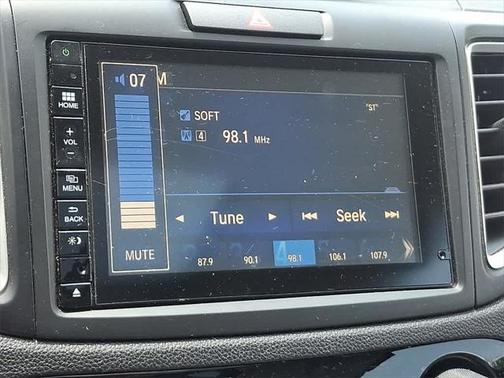 07 M
"ST"
SOFT
4 98.1 MHz
HOME
+
VOL
-
MENU
BACK
Tune
Seek
MUTE
4
87.9 90.1 98.1 106.1 107.9